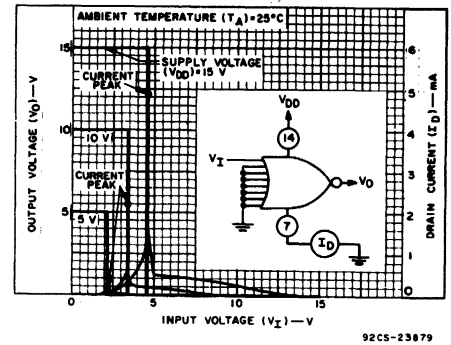 AMBIENT TEMPERATURE (TA)=25°C
15
SUPPLY VOLTAGE
(VDD)=15 V
CURRENT
PEAK
10 V
10
CURRENT
PEAK
5 V
5
OUTPUT VOLTAGE (VO)—V
VDD
14
VI
VO
7
ID
6
5
4
3
2
1
0
DRAIN CURRENT (ID)—mA
0
5
10
15
INPUT VOLTAGE (VI)—V
92CS-23879